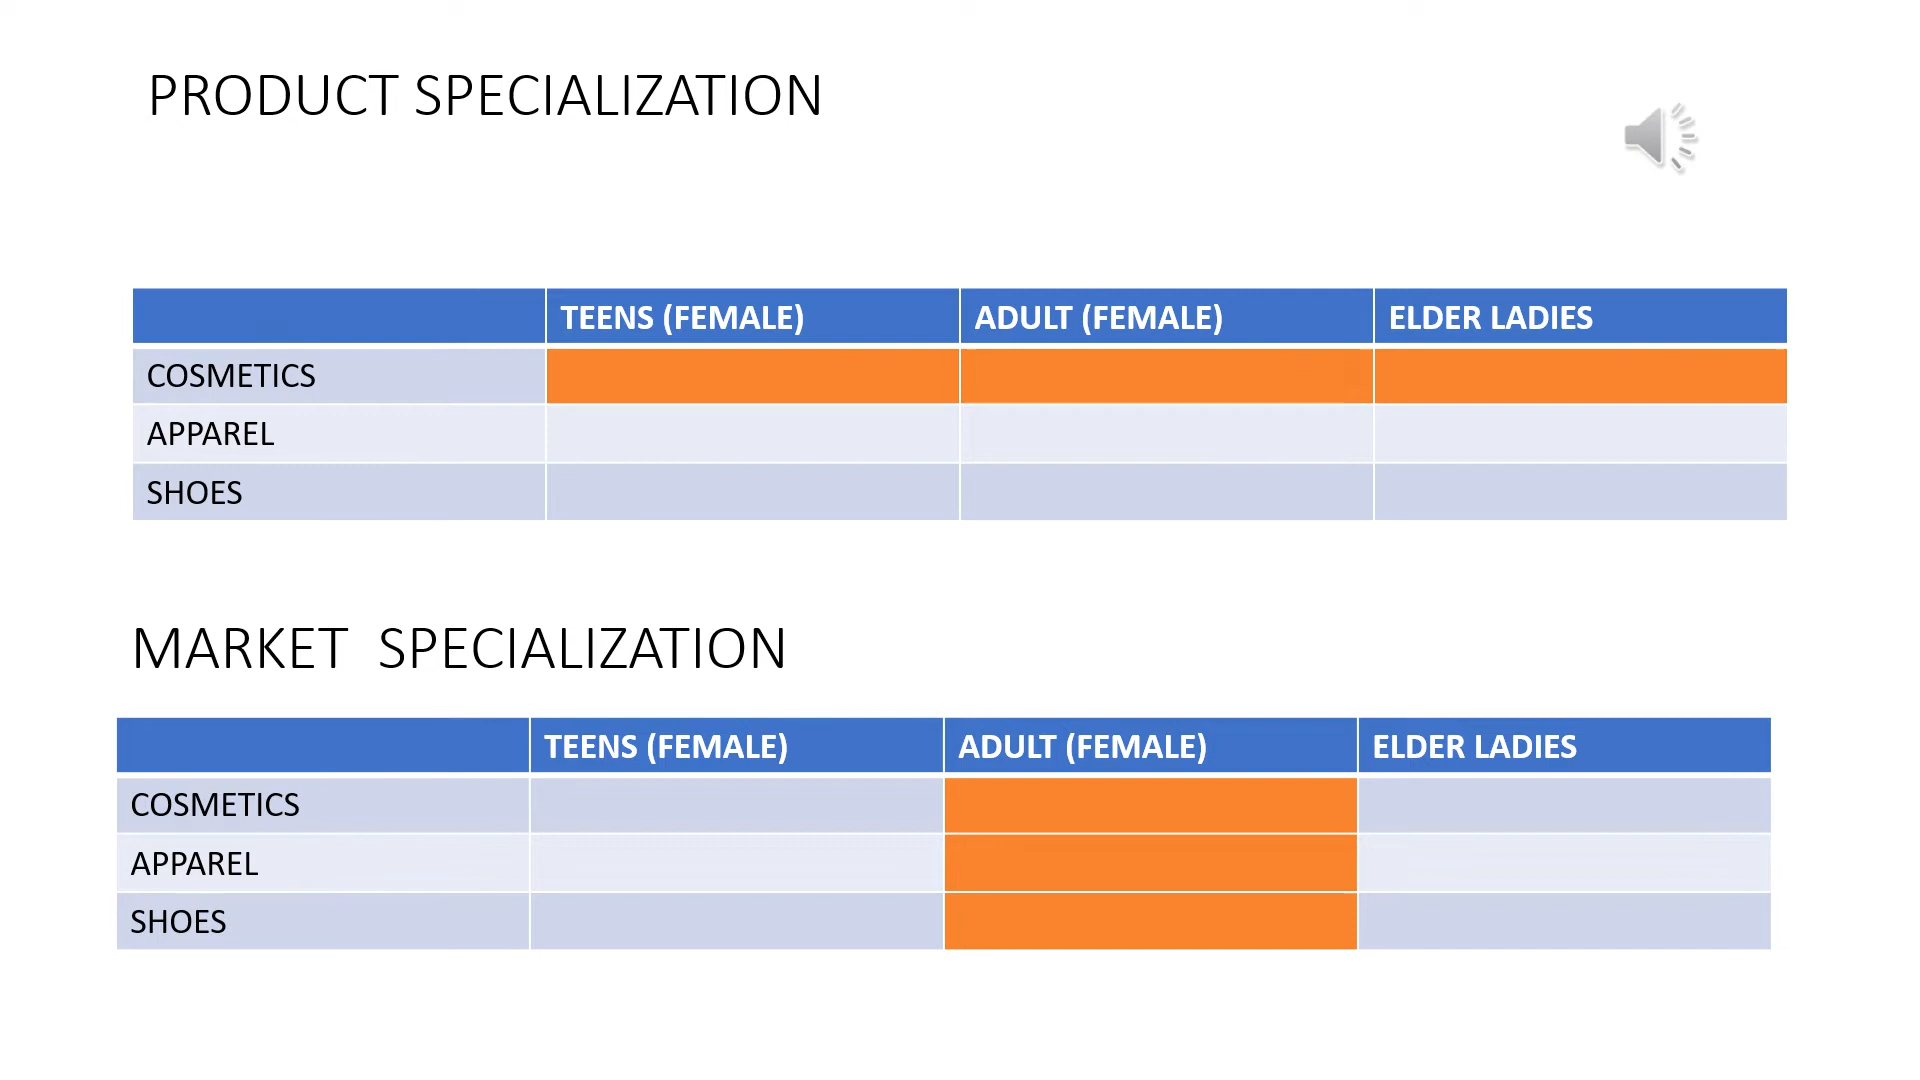 PRODUCT SPECIALIZATION
TEENS (FEMALE) ADULT (FEMALE) ELDER LADIES
COSMETICS
APPAREL
SHOES
MARKET SPECIALIZATION
TEENS (FEMALE) ADULT (FEMALE) ELDER LADIES
COSMETICS
APPAREL
SHOES